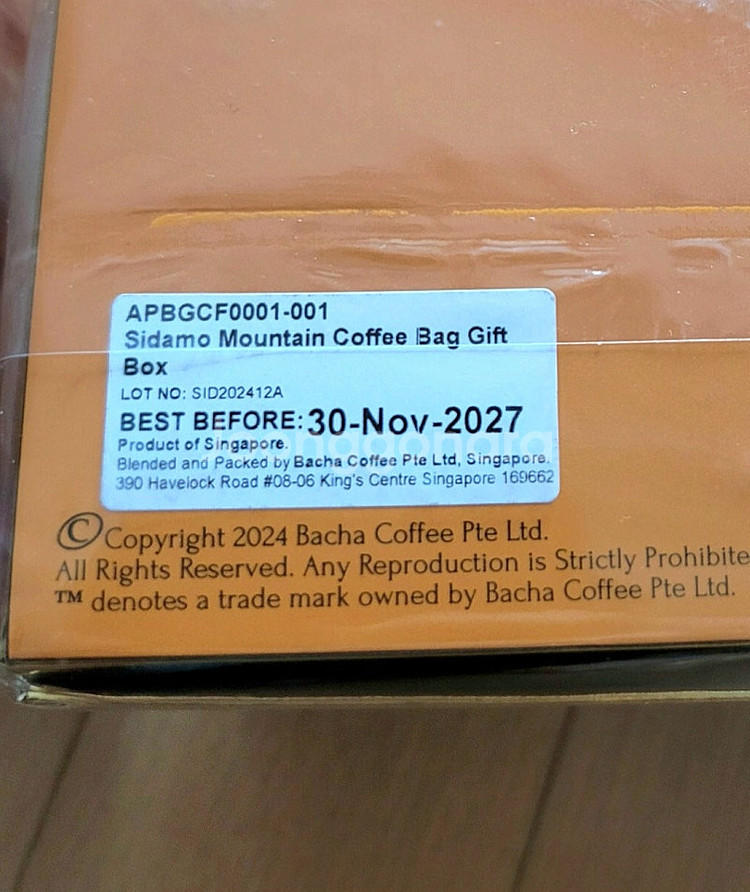 APBGCF0001-001
Sidamo Mountain Coffee Bag Gift
Box
LOT NO: SID202412A
BEST BEFORE: 30-Nov-2027
Product of Singapore.
Blended and Packed by Bacha Coffee Pte Ltd, Singapore.
390 Havelock Road #08-06 King's Centre Singapore 169662
© Copyright 2024 Bacha Coffee Pte Ltd.
All Rights Reserved. Any Reproduction is Strictly Prohibite
™ denotes a trade mark owned by Bacha Coffee Pte Ltd.